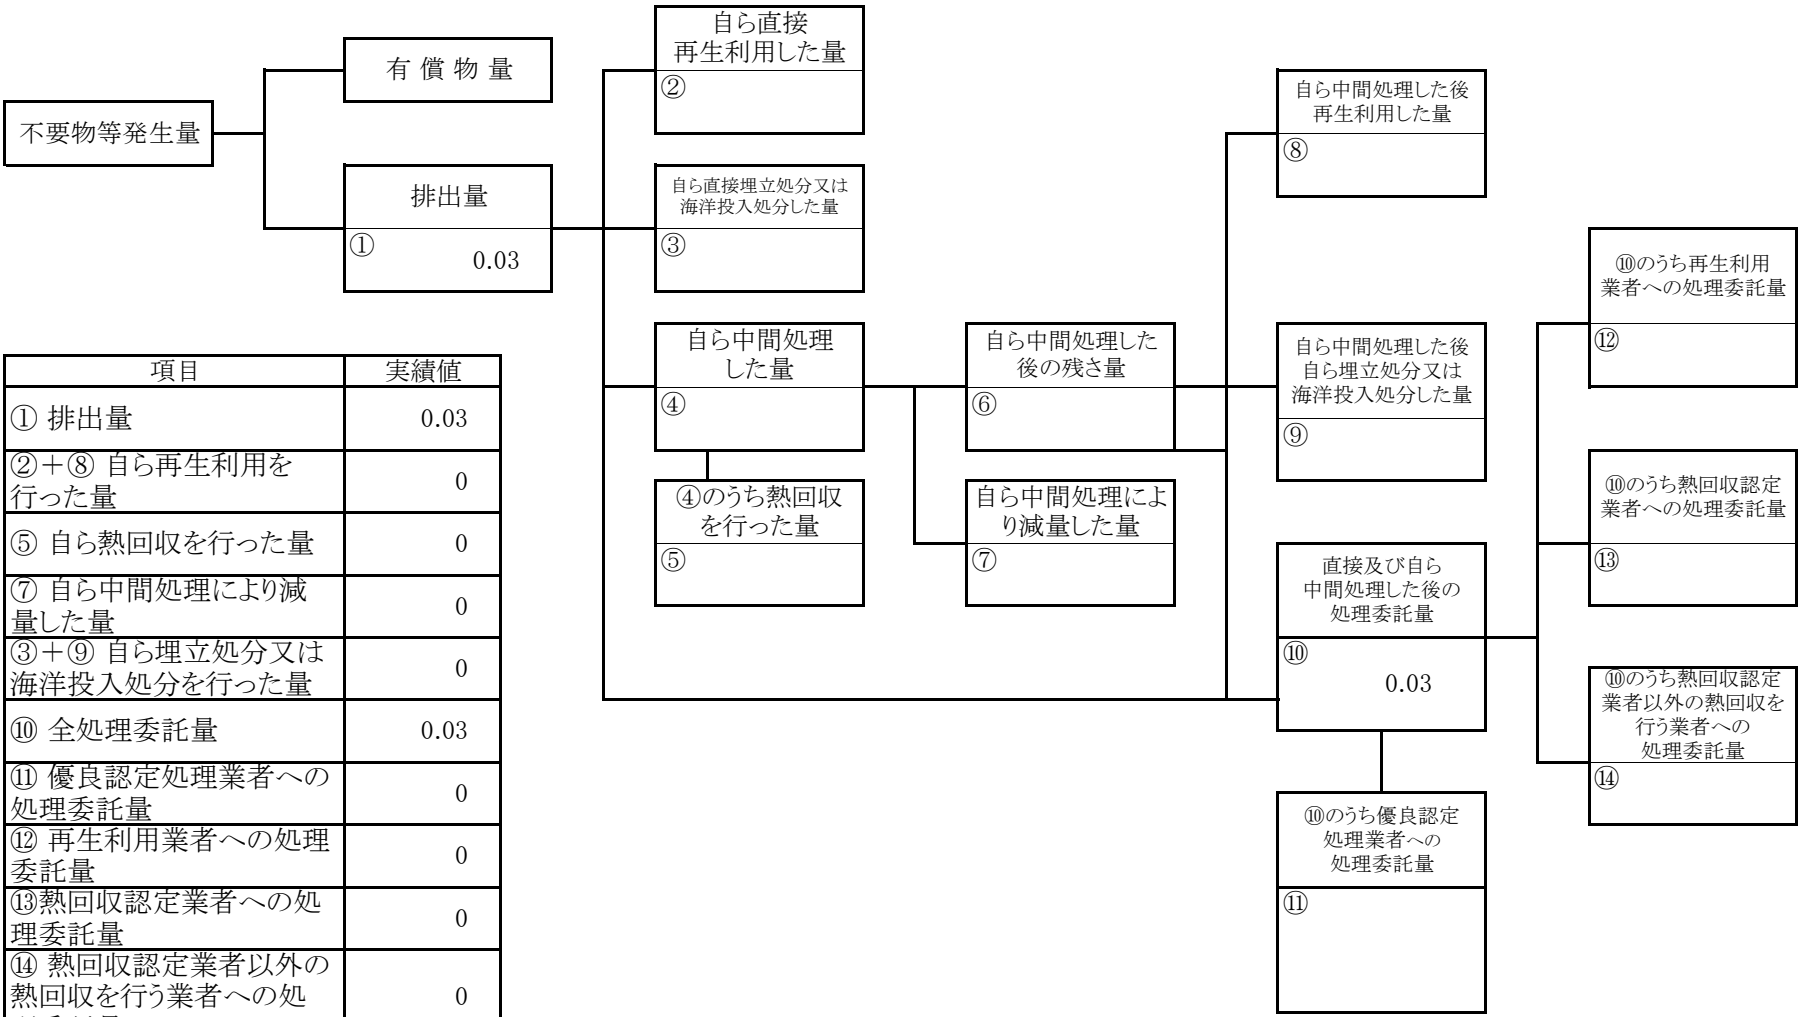 不要物等発生量
有 償 物 量
排出量
①
0.03
自ら直接
再生利用した量
②
自ら直接埋立処分又は
海洋投入処分した量
③
自ら中間処理
した量
④
④のうち熱回収
を行った量
⑤
自ら中間処理した
後の残さ量
⑥
自ら中間処理によ
り減量した量
⑦
自ら中間処理した後
再生利用した量
⑧
自ら中間処理した後
自ら埋立処分又は
海洋投入処分した量
⑨
直接及び自ら
中間処理した後の
処理委託量
⑩
0.03
⑩のうち優良認定
処理業者への
処理委託量
⑪
⑩のうち再生利用
業者への処理委託量
⑫
⑩のうち熱回収認定
業者への処理委託量
⑬
⑩のうち熱回収認定
業者以外の熱回収を
行う業者への
処理委託量
⑭
項目 実績値
① 排出量 0.03
②＋⑧ 自ら再生利用を
行った量 0
⑤ 自ら熱回収を行った量 0
⑦ 自ら中間処理により減
量した量 0
③＋⑨ 自ら埋立処分又は
海洋投入処分を行った量 0
⑩ 全処理委託量 0.03
⑪ 優良認定処理業者への
処理委託量 0
⑫ 再生利用業者への処理
委託量 0
⑬熱回収認定業者への処
理委託量 0
⑭ 熱回収認定業者以外の
熱回収を行う業者への処 0